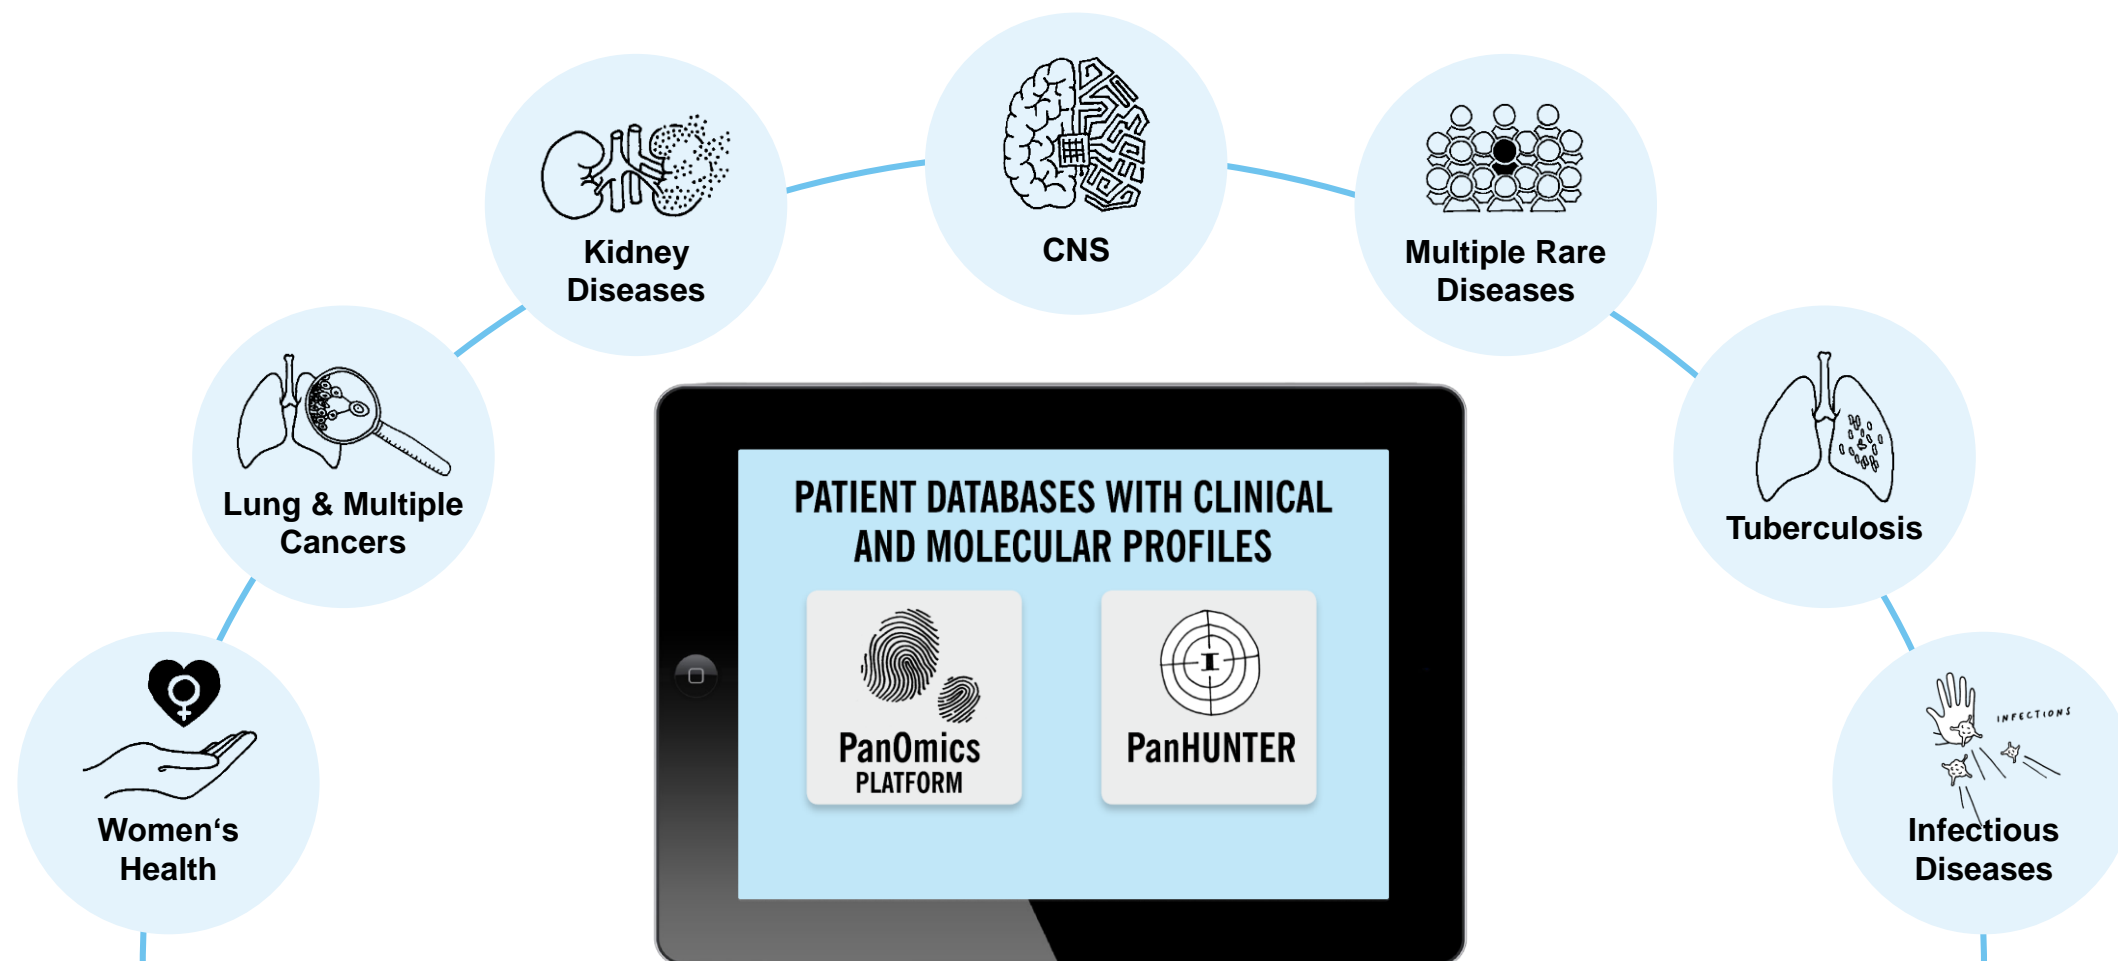 CNS
Kidney
Diseases
Multiple Rare
Diseases
Lung & Multiple
Cancers
Tuberculosis
PATIENT DATABASES WITH CLINICAL
AND MOLECULAR PROFILES
PanOmics
PLATFORM
PanHUNTER
INFECTIONS
Women‘s
Health
Infectious
Diseases